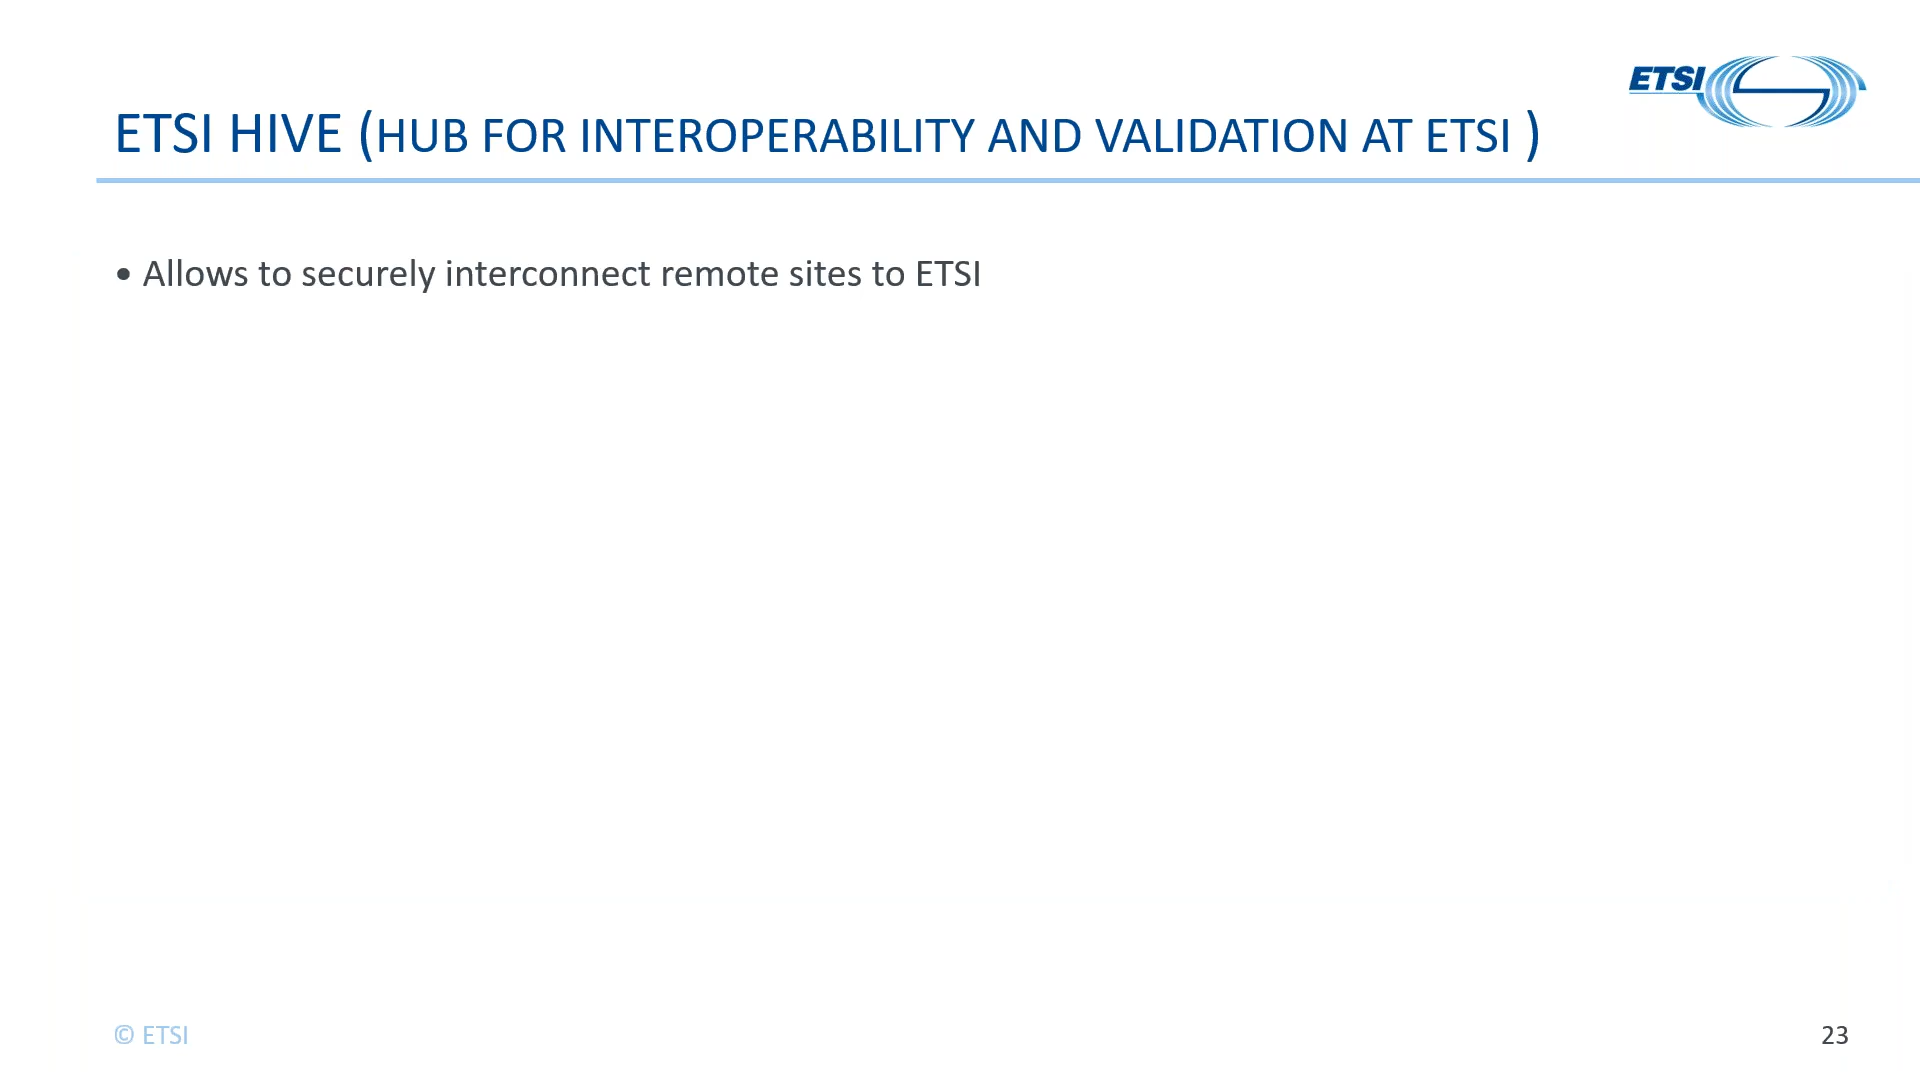 ETSI
ETSI HIVE (HUB FOR INTEROPERABILITY AND VALIDATION AT ETSI )
• Allows to securely interconnect remote sites to ETSI
© ETSI
23